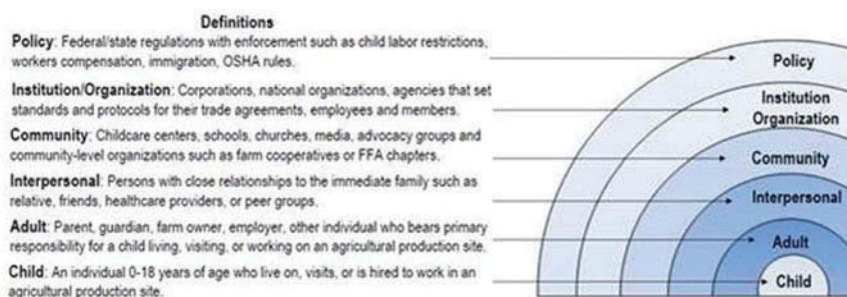 Definitions
Policy: Federal/state regulations with enforcement such as child labor restrictions,
workers compensation, immigration, OSHA rules.
Institution/Organization: Corporations, national organizations, agencies that set
standards and protocols for their trade agreements, employees and members.
Community: Childcare centers, schools, churches, media, advocacy groups and
community-level organizations such as farm cooperatives or FFA chapters.
Interpersonal: Persons with close relationships to the immediate family such as
relative, friends, healthcare providers, or peer groups.
Adult: Parent, guardian, farm owner, employer, other individual who bears primary
responsibility for a child living, visiting, or working on an agricultural production site.
Child: An individual 0-18 years of age who live on, visits, or is hired to work in an
agricultural production site.
Policy
Institution
Organization
Community
Interpersonal
Adult
Child